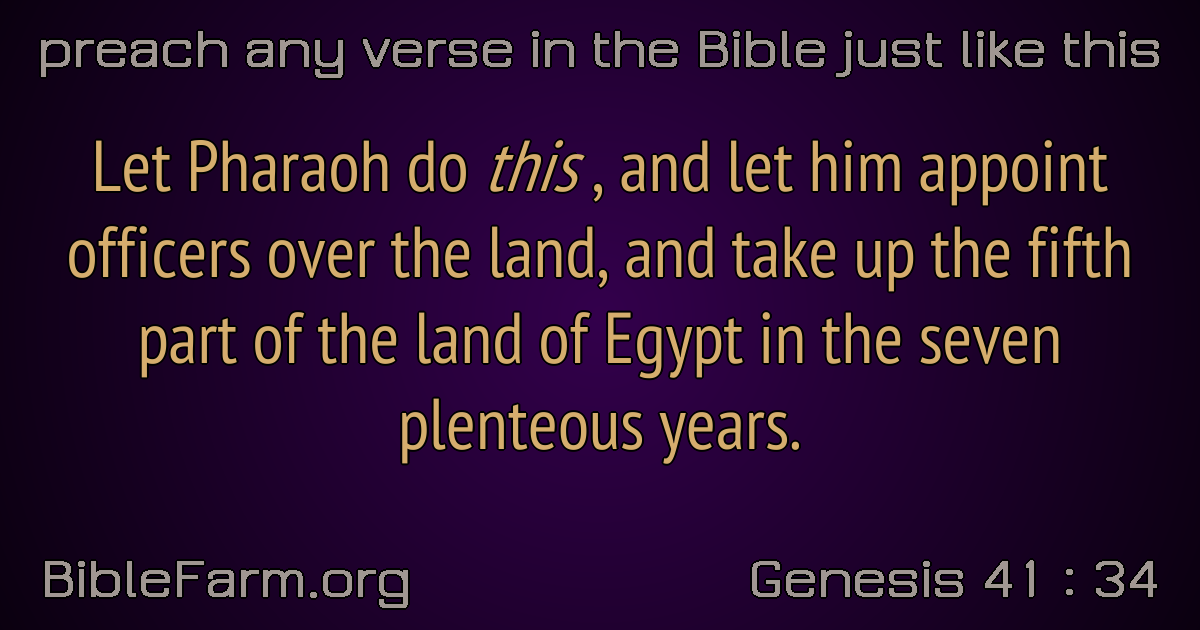 preach any verse in the Bible just like this
Let Pharaoh do this , and let him appoint
officers over the land, and take up the fifth
part of the land of Egypt in the seven
plenteous years.
BibleFarm.org
Genesis 41 : 34